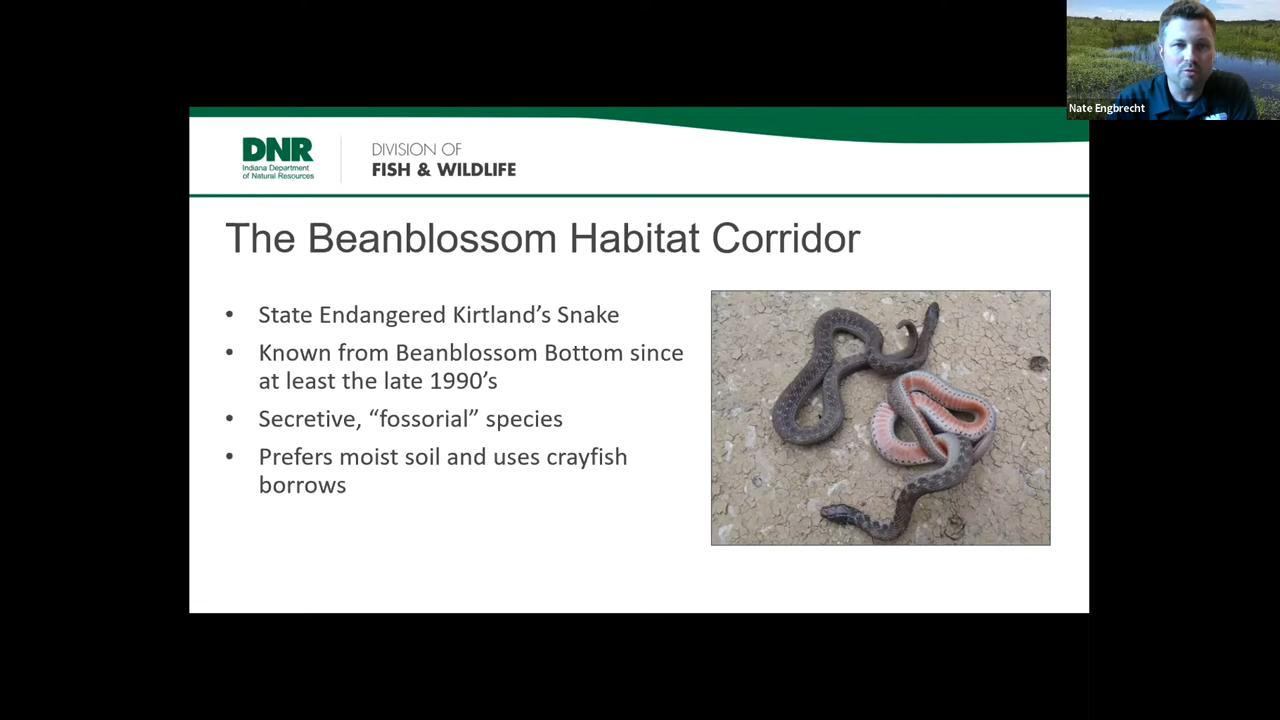 Nate Engbrecht
DNR
Indiana Department
of Natural Resources
DIVISION OF
FISH & WILDLIFE
The Beanblossom Habitat Corridor
• State Endangered Kirtland’s Snake
• Known from Beanblossom Bottom since
at least the late 1990’s
• Secretive, “fossorial” species
• Prefers moist soil and uses crayfish
borrows